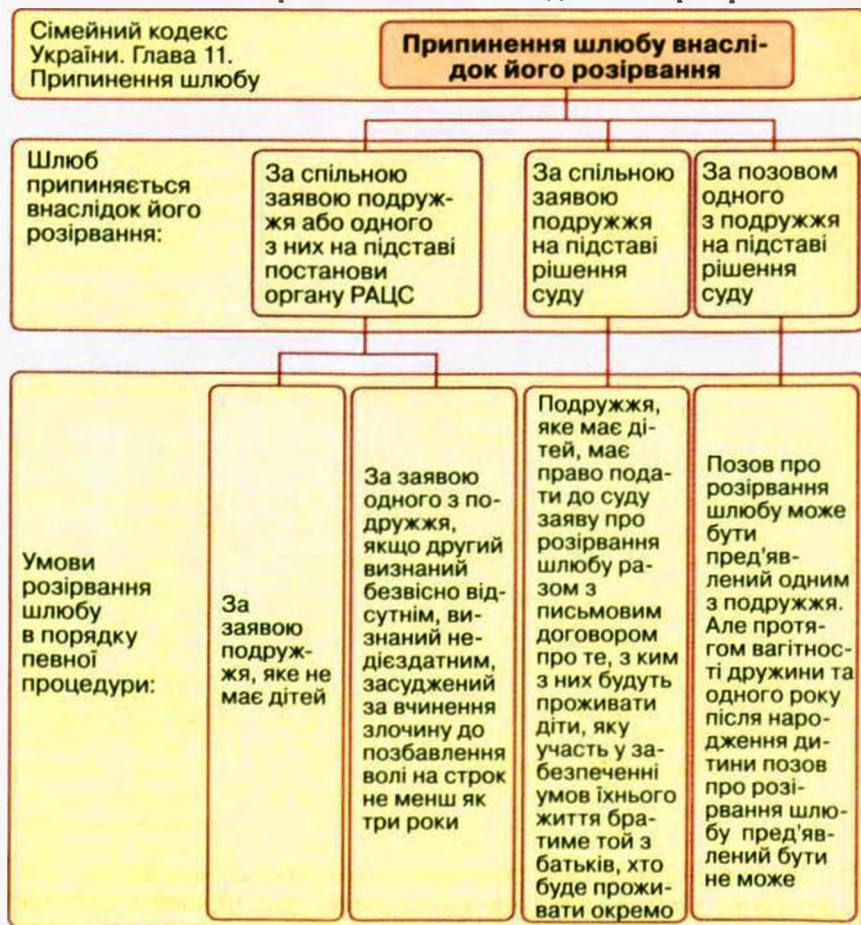 Сімейний кодекс
України. Глава 11.
Припинення шлюбу
Припинення шлюбу внаслі-
док його розірвання
Шлюб
припиняється
внаслідок його
розірвання:
За спільною
заявою подруж-
жя або одного
з них на підставі
постанови
органу РАЦС
За спільною
заявою
подружжя
на підставі
рішення
суду
За позовом
одного
з подружжя
на підставі
рішення
суду
Умови
розірвання
шлюбу
в порядку
певної
процедури:
За
заявою
подруж-
жя, яке не
має дітей
За заявою
одного з по-
дружжя,
якщо другий
визнаний
безвісно від-
сутнім, ви-
знаний не-
дієздатним,
засуджений
за вчинення
злочину до
позбавлення
волі на строк
не менш як
три роки
Подружжя,
яке має ді-
тей, має
право пода-
ти до суду
заяву про
розірвання
шлюбу ра-
зом з
письмовим
договором
про те, з ким
з них будуть
проживати
діти, яку
участь у за-
безпеченні
умов їхнього
життя бра-
тиме той з
батьків, хто
буде прожи-
вати окремо
Позов про
розірвання
шлюбу може
бути
пред'яв-
лений одним
з подружжя.
Але протя-
гом вагітнос-
ті дружини та
одного року
після народ-
ження ди-
тини позов
про розі-
рвання шлю-
бу пред'яв-
лений бути
не може